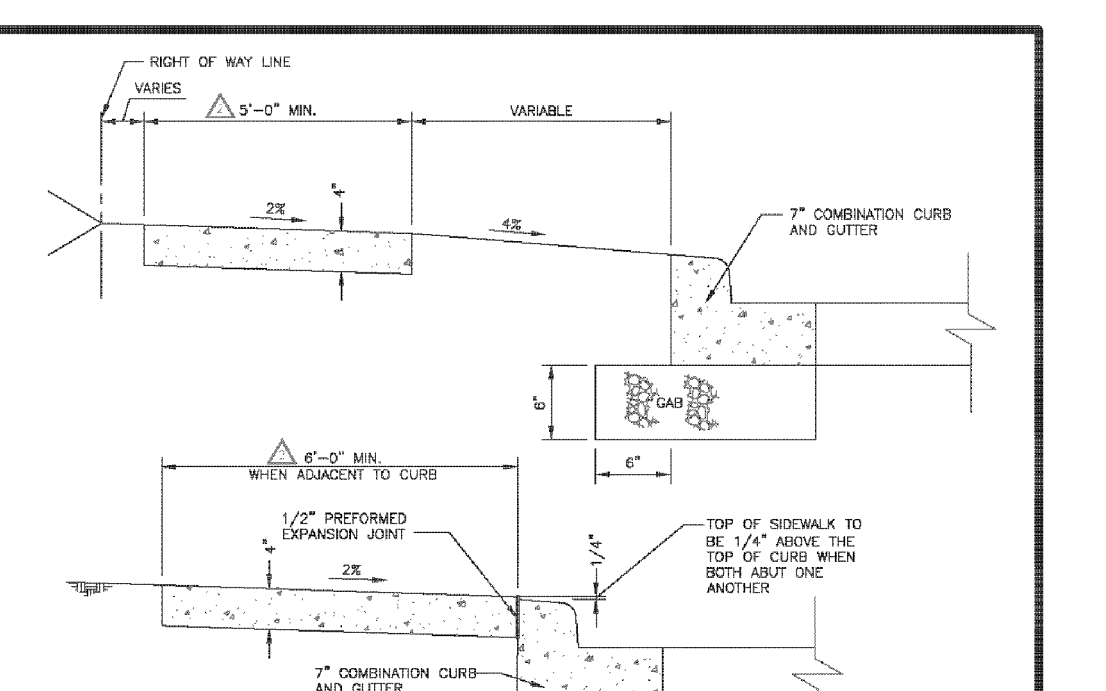 RIGHT OF WAY LINE
VARIES
2 5'-0" MIN.
VARIABLE
4"
2%
4%
7" COMBINATION CURB
AND GUTTER
6"
GAB
6"
6'-0" MIN.
WHEN ADJACENT TO CURB
1/2" PREFORMED
EXPANSION JOINT
4"
2%
1/4"
TOP OF SIDEWALK TO
BE 1/4" ABOVE THE
TOP OF CURB WHEN
BOTH ABUT ONE
ANOTHER
7" COMBINATION CURB
AND GUTTER